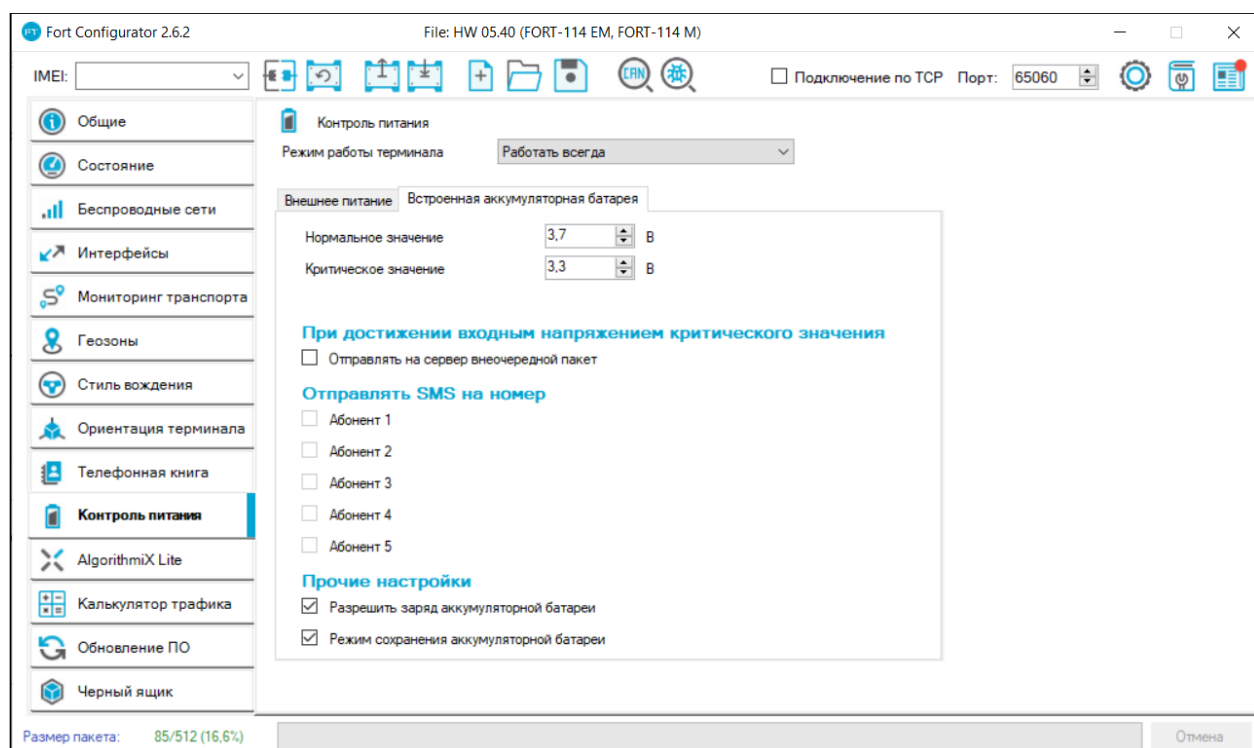 Fort Configurator 2.6.2 File: HW 05.40 (FORT-114 EM, FORT-114 M)
IMEI: CAN Подключение по TCP Порт: 65060
Общие
Состояние
Беспроводные сети
Интерфейсы
Мониторинг транспорта
Геозоны
Стиль вождения
Ориентация терминала
Телефонная книга
Контроль питания
AlgorithmiX Lite
Калькулятор трафика
Обновление ПО
Черный ящик
Контроль питания
Режим работы терминала Работать всегда
Внешнее питание Встроенная аккумуляторная батарея
Нормальное значение 3,7 В
Критическое значение 3,3 В
При достижении входным напряжением критического значения
Отправлять на сервер внеочередной пакет
Отправлять SMS на номер
Абонент 1
Абонент 2
Абонент 3
Абонент 4
Абонент 5
Прочие настройки
Разрешить заряд аккумуляторной батареи
Режим сохранения аккумуляторной батареи
Размер пакета: 85/512 (16,6%) Отмена